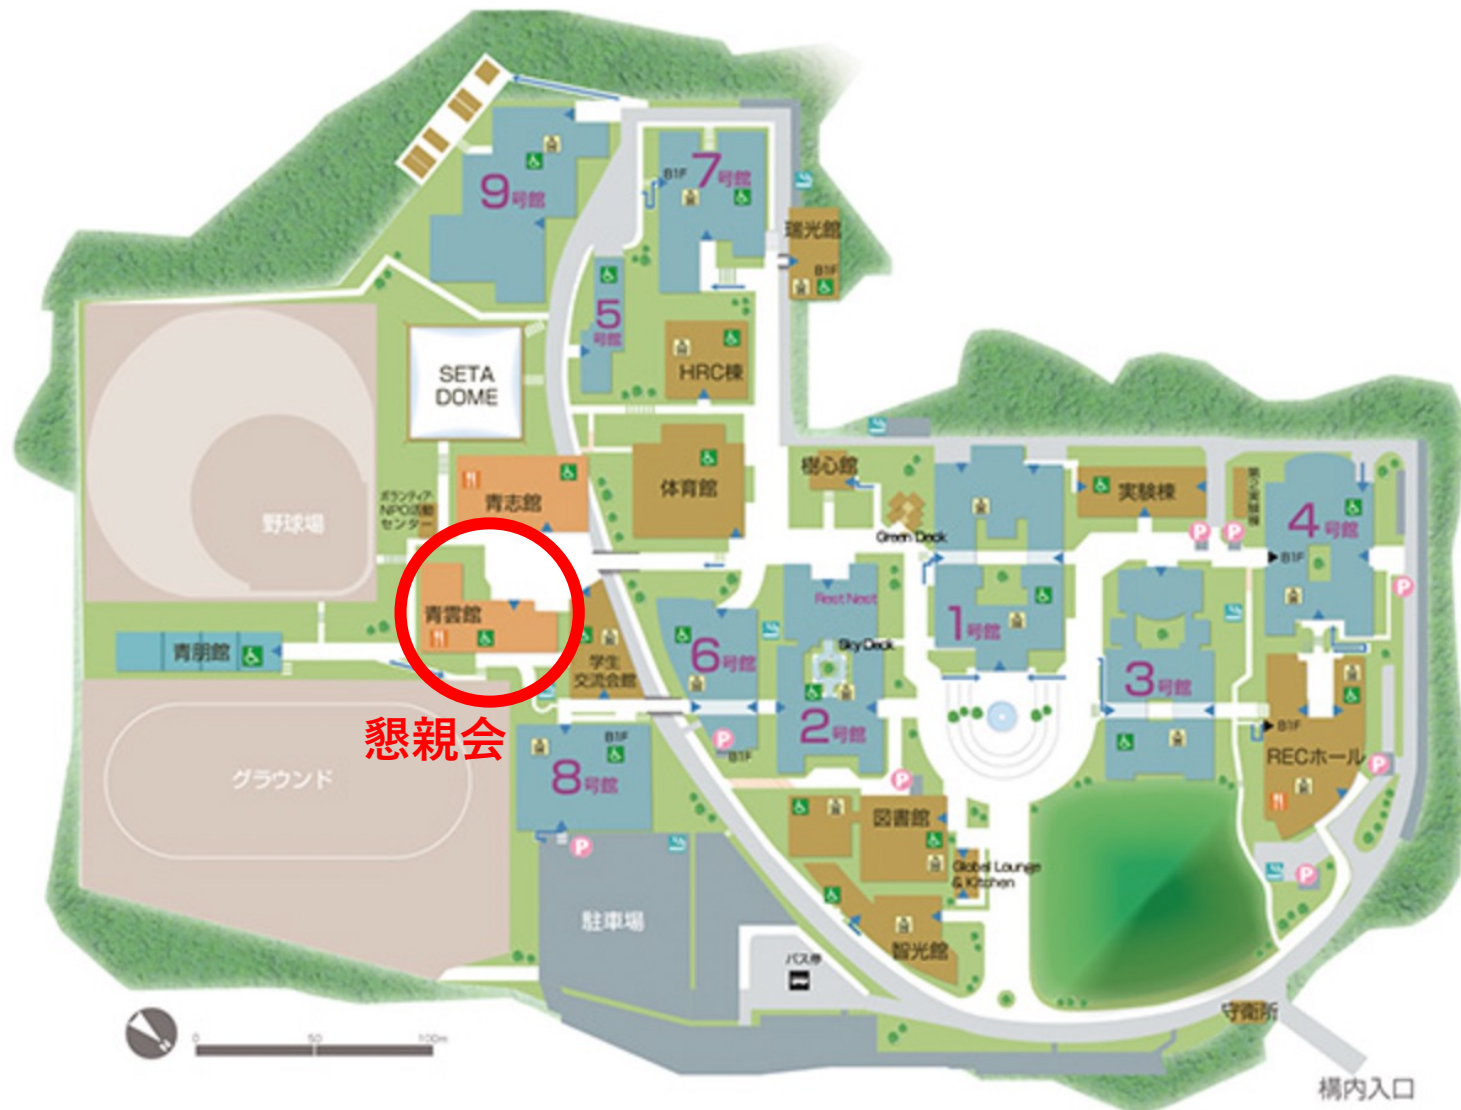 7号館
B1F
9号館
瑞光館
B1F
5
号館
HRC棟
SETA
DOME
樹心館
体育館
実験棟
第2実験棟
青志館
ボランティア・
NPO活動
センター
野球場
4号館
Green Deck
B1F
Rest Nest
青雲館
1号館
Sky Deck
6号館
学生
交流会館
青朋館
3号館
2号館
懇親会
B1F
RECホール
B1F
P
B1F
8号館
グラウンド
図書館
Global Lounge
& Kitchen
駐車場
智光館
バス停
守衛所
N
0 50 100m
構内入口
P
P
P
P
P
P
P